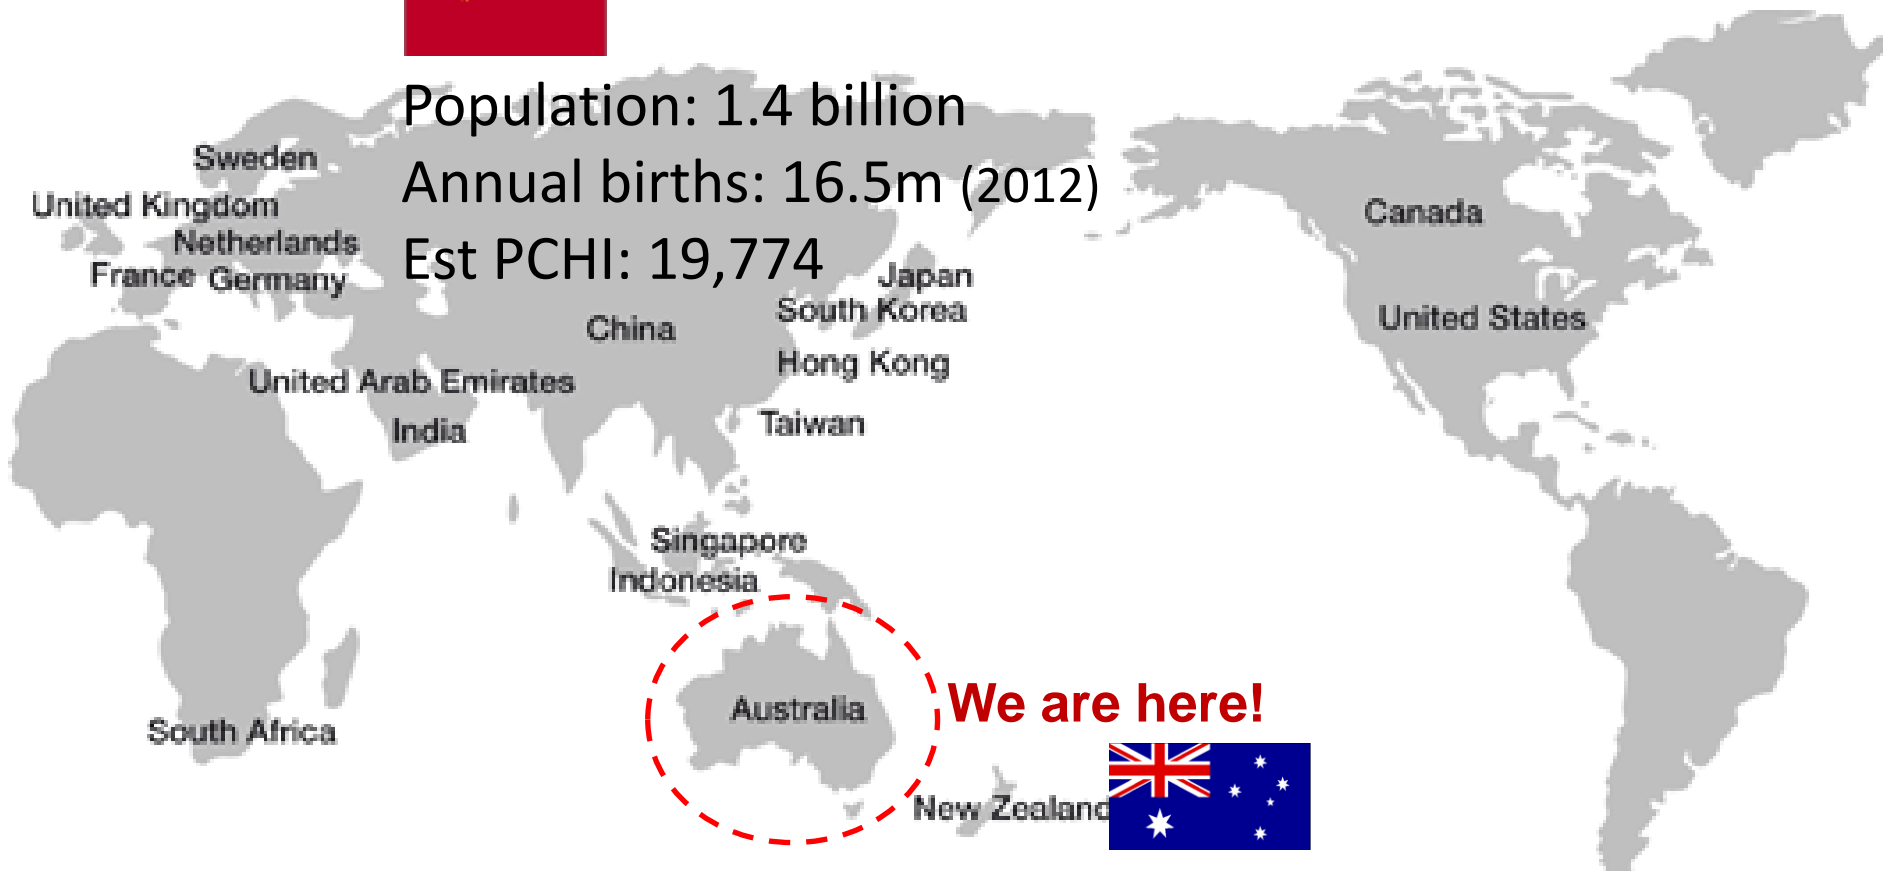 Population: 1.4 billion
Annual births: 16.5m (2012)
Est PCHI: 19,774
Sweden
United Kingdom
Netherlands
France
Germany
Canada
Japan
South Korea
China
United States
Hong Kong
United Arab Emirates
India
Taiwan
Singapore
Indonesia
Australia
We are here!
South Africa
New Zealand